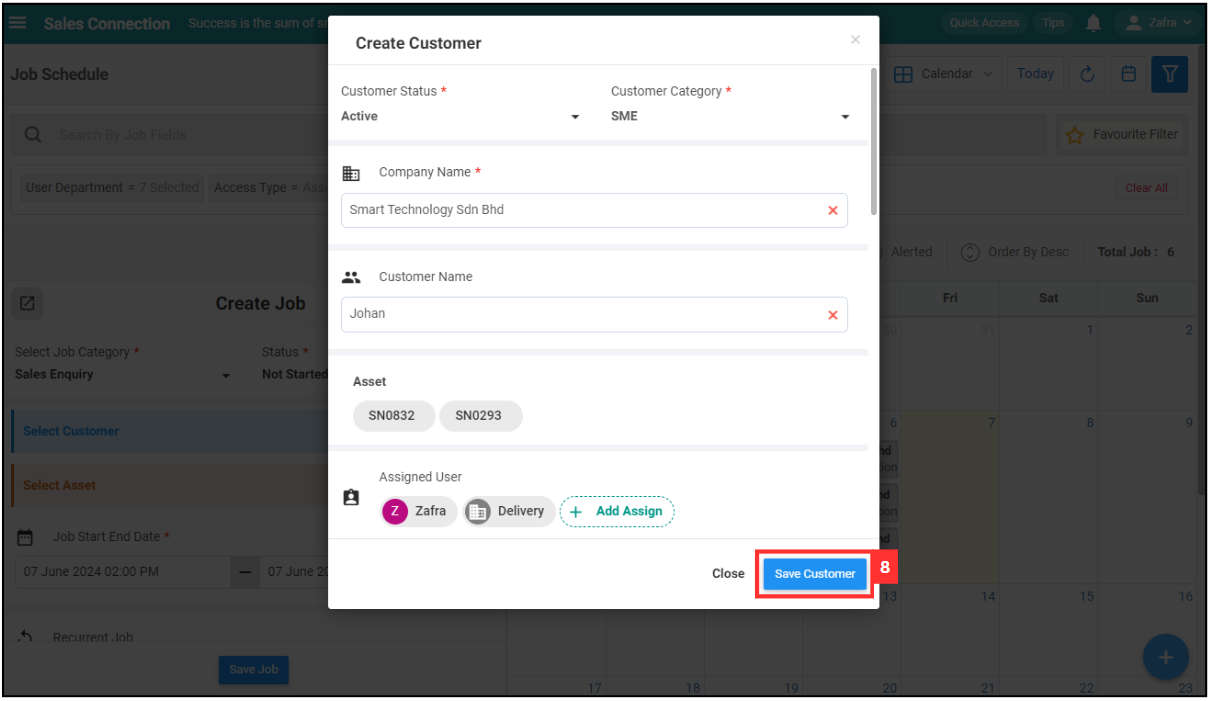 Sales Connection Success is the sum of s
Quick Access Tips Zafra
Job Schedule
Calendar Today
Search By Job Fields
Favourite Filter
User Department = 7 Selected Access Type = Ass
Clear All
Alerted Order By Desc Total Job : 6
Create Job
Select Job Category * Status *
Sales Enquiry Not Started
Select Customer
Select Asset
Job Start End Date *
07 June 2024 02:00 PM — 07 June 20
Recurrent Job
Save Job
Create Customer ×
Customer Status * Customer Category *
Active SME
Company Name *
Smart Technology Sdn Bhd
Customer Name
Johan
Asset
SN0832 SN0293
Assigned User
Z Zafra Delivery + Add Assign
Close Save Customer 8
Fri Sat Sun
30 31 1 2
6 7 8 9
nd
ion
nd
ion
nd
13 14 15 16
17 18 19 20 21 22 23